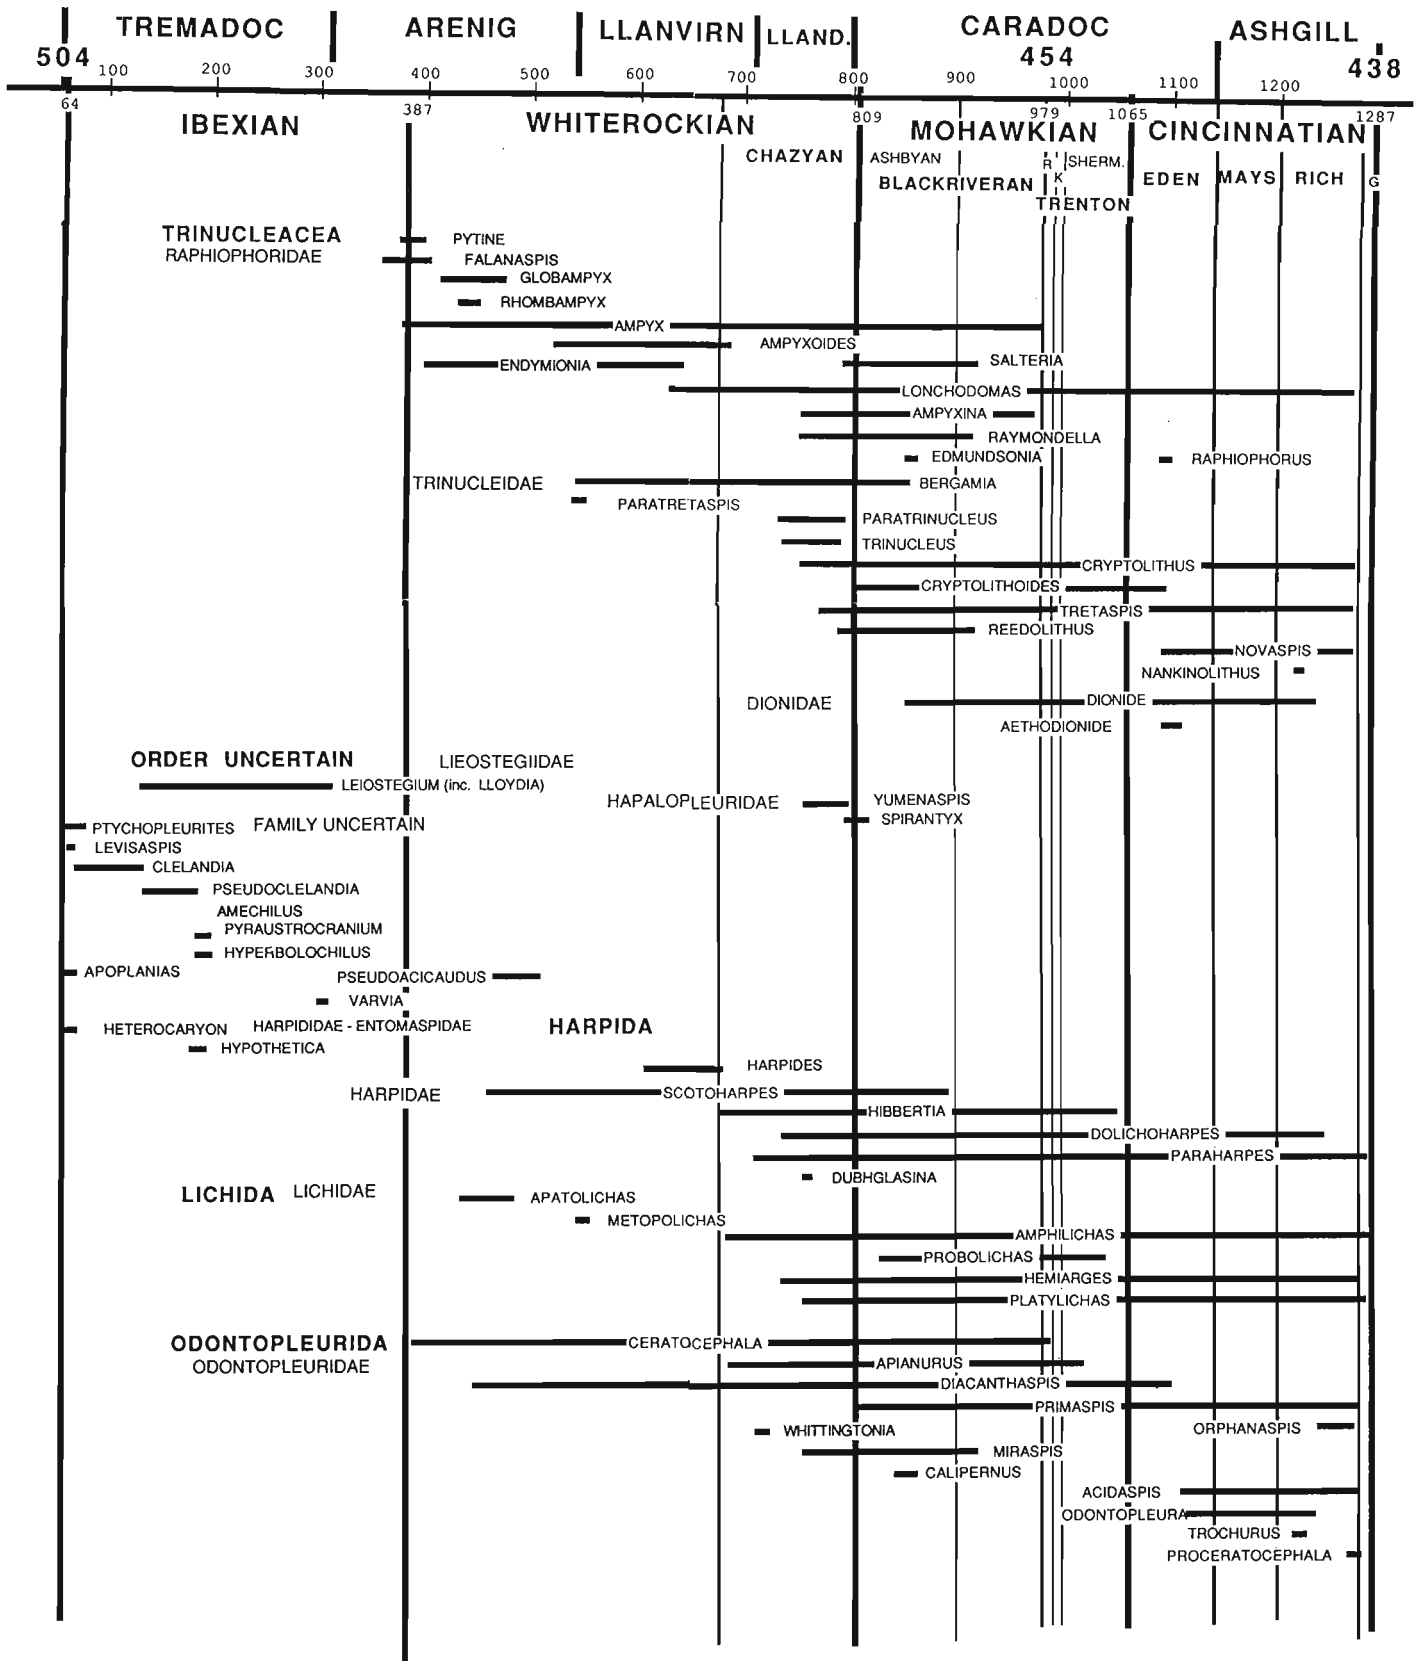 TREMADOC ARENIG LLANVIRN LLAND. CARADOC ASHGILL
504 454 438
100 200 300 400 500 600 700 800 900 1000 1100 1200
64 387 809 979 1065 1287
IBEXIAN WHITEROCKIAN MOHAWKIAN CINCINNATIAN
CHAZYAN ASHBYAN R SHERM.
BLACKRIVERAN K EDEN MAYS RICH G
TRENTON
TRINUCLEACEA PYTINE
RAPHIOPHORIDAE FALANASPIS
GLOBAMPYX
RHOMBAMPYX
AMPYX
AMPYXOIDES
ENDYMIONIA SALTERIA
LONCHODOMAS
AMPYXINA
RAYMONDELLA
EDMUNDSONIA RAPHIOPHORUS
TRINUCLEIDAE BERGAMIA
PARATRETASPIS
PARATRINUCLEUS
TRINUCLEUS
CRYPTOLITHUS
CRYPTOLITHOIDES
TRETASPIS
REEDOLITHUS
NOVASPIS
NANKINOLITHUS
DIONIDAE DIONIDE
AETHODIONIDE
ORDER UNCERTAIN LIEOSTEGIIDAE
LEIOSTEGIUM (inc. LLOYDIA)
HAPALOPLEURIDAE YUMENASPIS
SPIRANTYX
PTYCHOPLEURITES FAMILY UNCERTAIN
LEVISASPIS
CLELANDIA
PSEUDOCLELANDIA
AMECHILUS
PYRAUSTROCRANIUM
HYPERBOLOCHILUS
APOPLANIAS PSEUDOACICAUDUS
VARVIA
HETEROCARYON HARPIDIDAE - ENTOMASPIDAE HARPIDA
HYPOTHETICA
HARPIDES
HARPIDAE SCOTOHARPES
HIBBERTIA
DOLICHOHARPES
PARAHARPES
DUBHGLASINA
LICHIDA LICHIDAE APATOLICHAS
METOPOLICHAS
AMPHILICHAS
PROBOLICHAS
HEMIARGES
PLATYLICHAS
ODONTOPLEURIDA CERATOCEPHALA
ODONTOPLEURIDAE APIANURUS
DIACANTHASPIS
PRIMASPIS
WHITTINGTONIA ORPHANASPIS
MIRASPIS
CALIPERNUS
ACIDASPIS
ODONTOPLEURA
TROCHURUS
PROCERATOCEPHALA